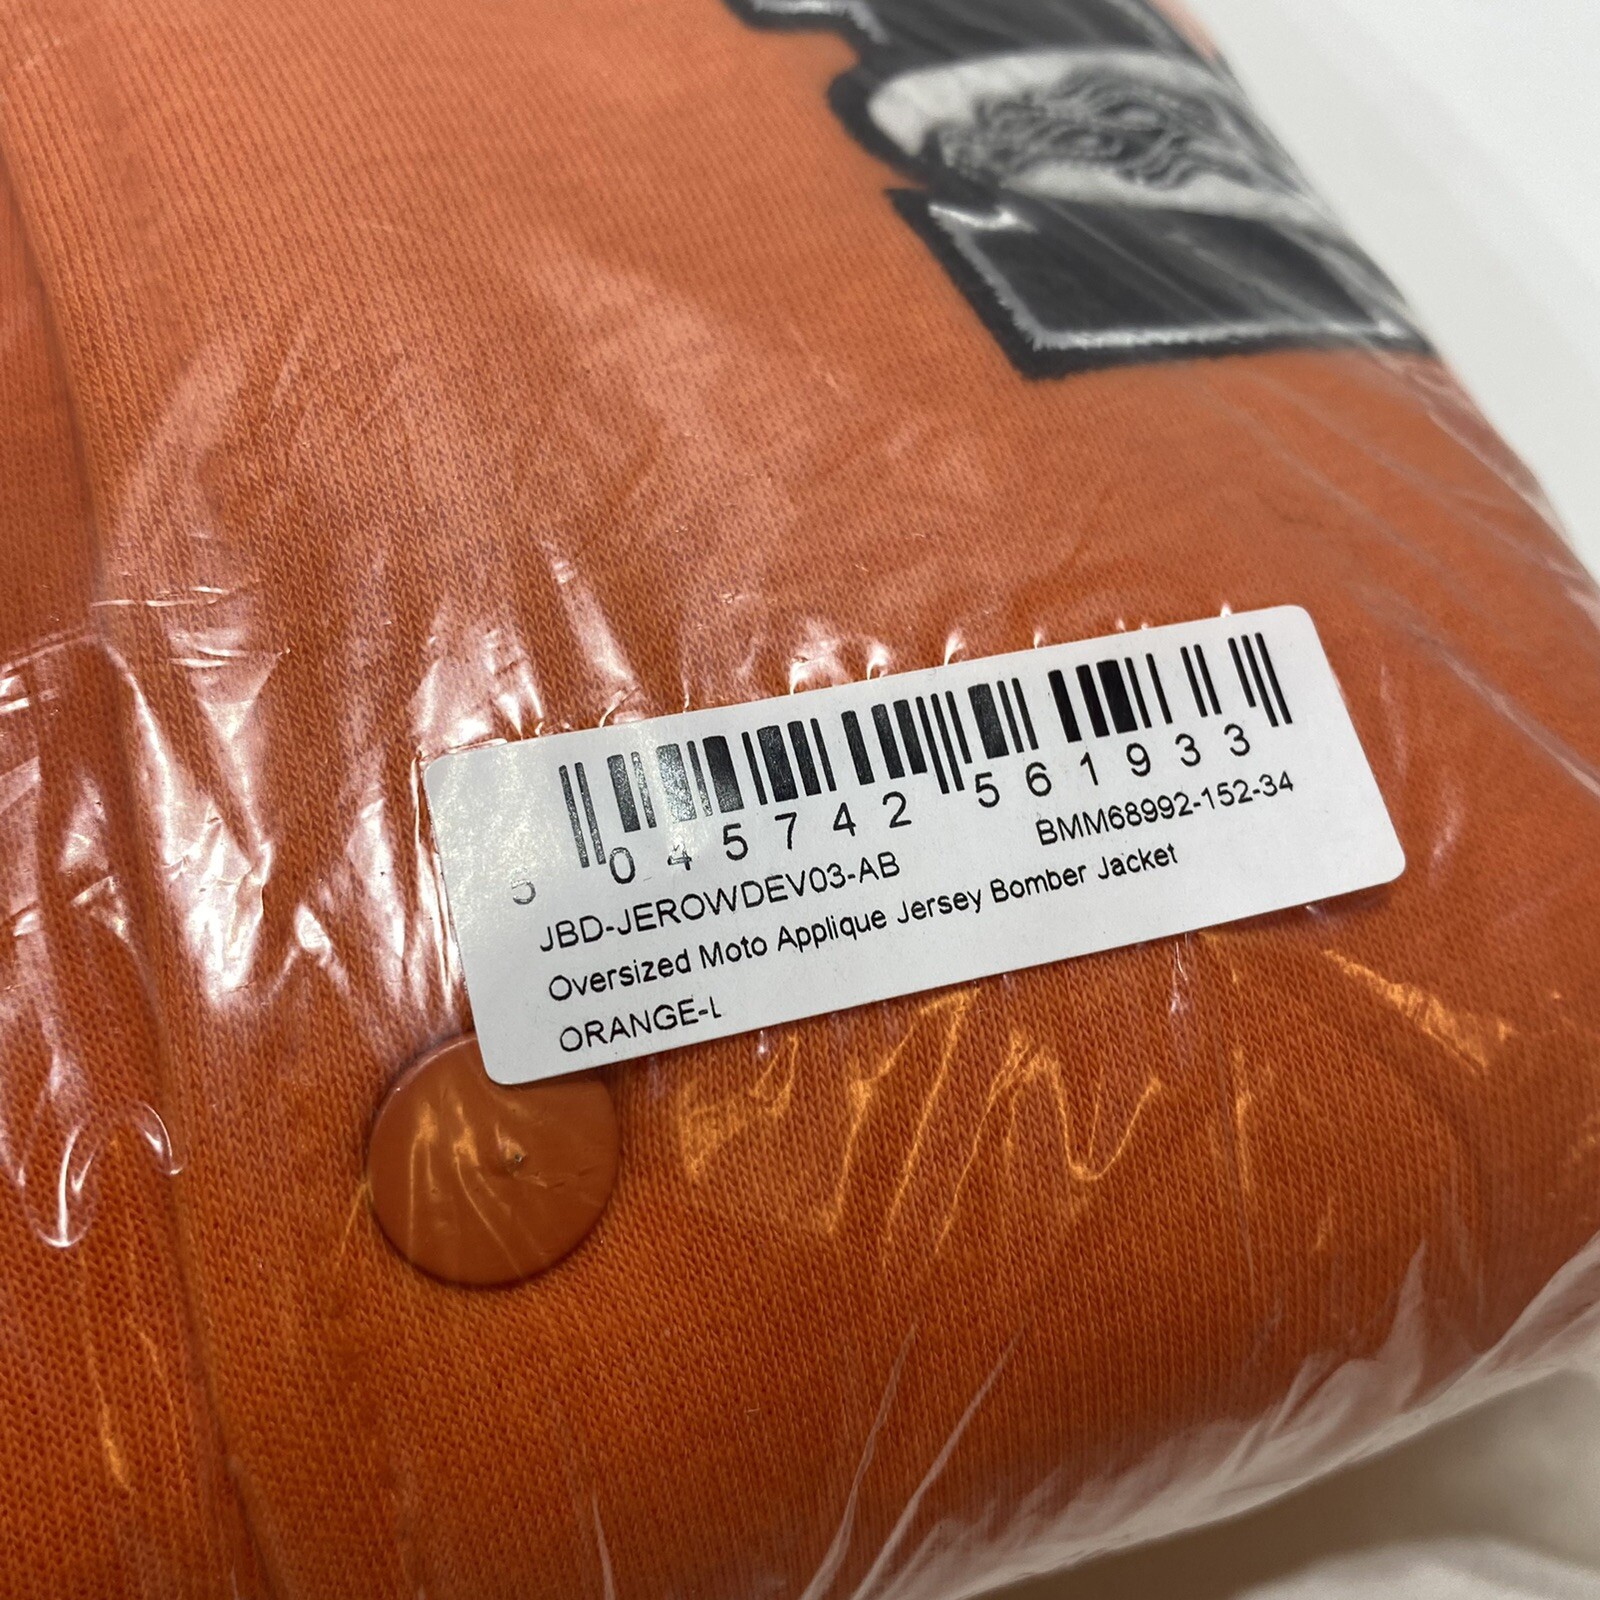 5 045742 561933
JBD-JEROWDEV03-AB BMM68992-152-34
Oversized Moto Applique Jersey Bomber Jacket
ORANGE-L